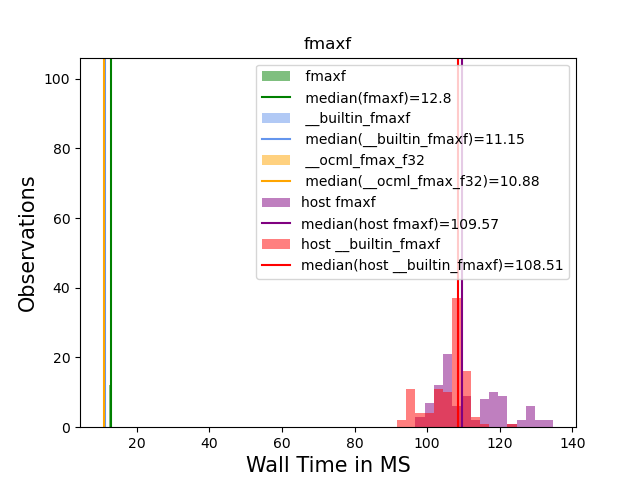 fmaxf
100
80
60
40
20
0
Observations
fmaxf
median(fmaxf)=12.8
__builtin_fmaxf
median(__builtin_fmaxf)=11.15
__ocml_fmax_f32
median(__ocml_fmax_f32)=10.88
host fmaxf
median(host fmaxf)=109.57
host __builtin_fmaxf
median(host __builtin_fmaxf)=108.51
20 40 60 80 100 120 140
Wall Time in MS